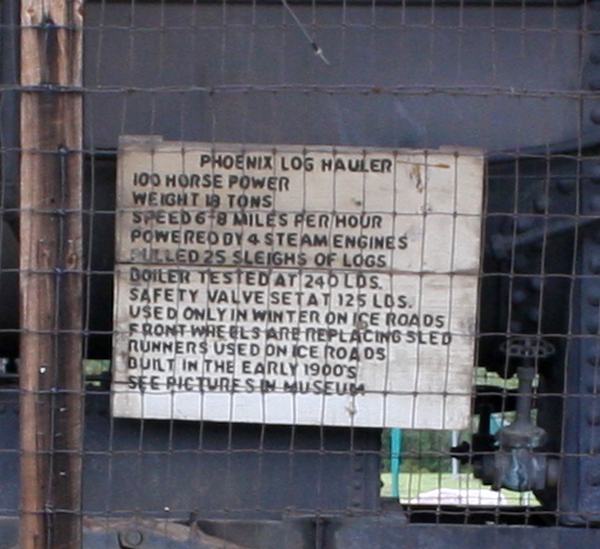 PHOENIX LOG HAULER
100 HORSE POWER
WEIGHT 18 TONS
SPEED 6-8 MILES PER HOUR
POWERED BY 4 STEAM ENGINES
PULLED 25 SLEIGHS OF LOGS
BOILER TESTED AT 240 LBS.
SAFETY VALVE SET AT 125 LBS.
USED ONLY IN WINTER ON ICE ROADS
FRONT WHEELS ARE REPLACING SLED
RUNNERS USED ON ICE ROADS
BUILT IN THE EARLY 1900'S
SEE PICTURES IN MUSEUM